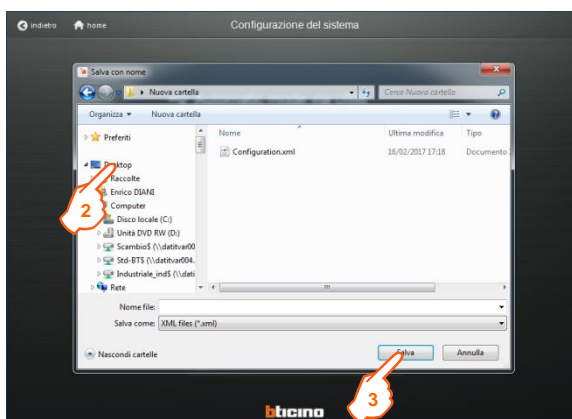 indietro home Configurazione del sistema
Salva con nome
Nuova cartella Cerca Nuova cartella
Organizza Nuova cartella
Preferiti Nome Ultima modifica Tipo
Configuration.xml 16/02/2017 17:18 Documento
Desktop
Raccolte
Enrico DIANI
Computer
Disco locale (C:)
Unità DVD RW (D:)
Scambio$ (\\datitvar00
Std-BTS (\\datitvar004.
Industriale_ind$ (\\dati
Rete
2
Nome file:
Salva come: XML files (*.xml)
Nascondi cartelle Salva Annulla
3
bticino